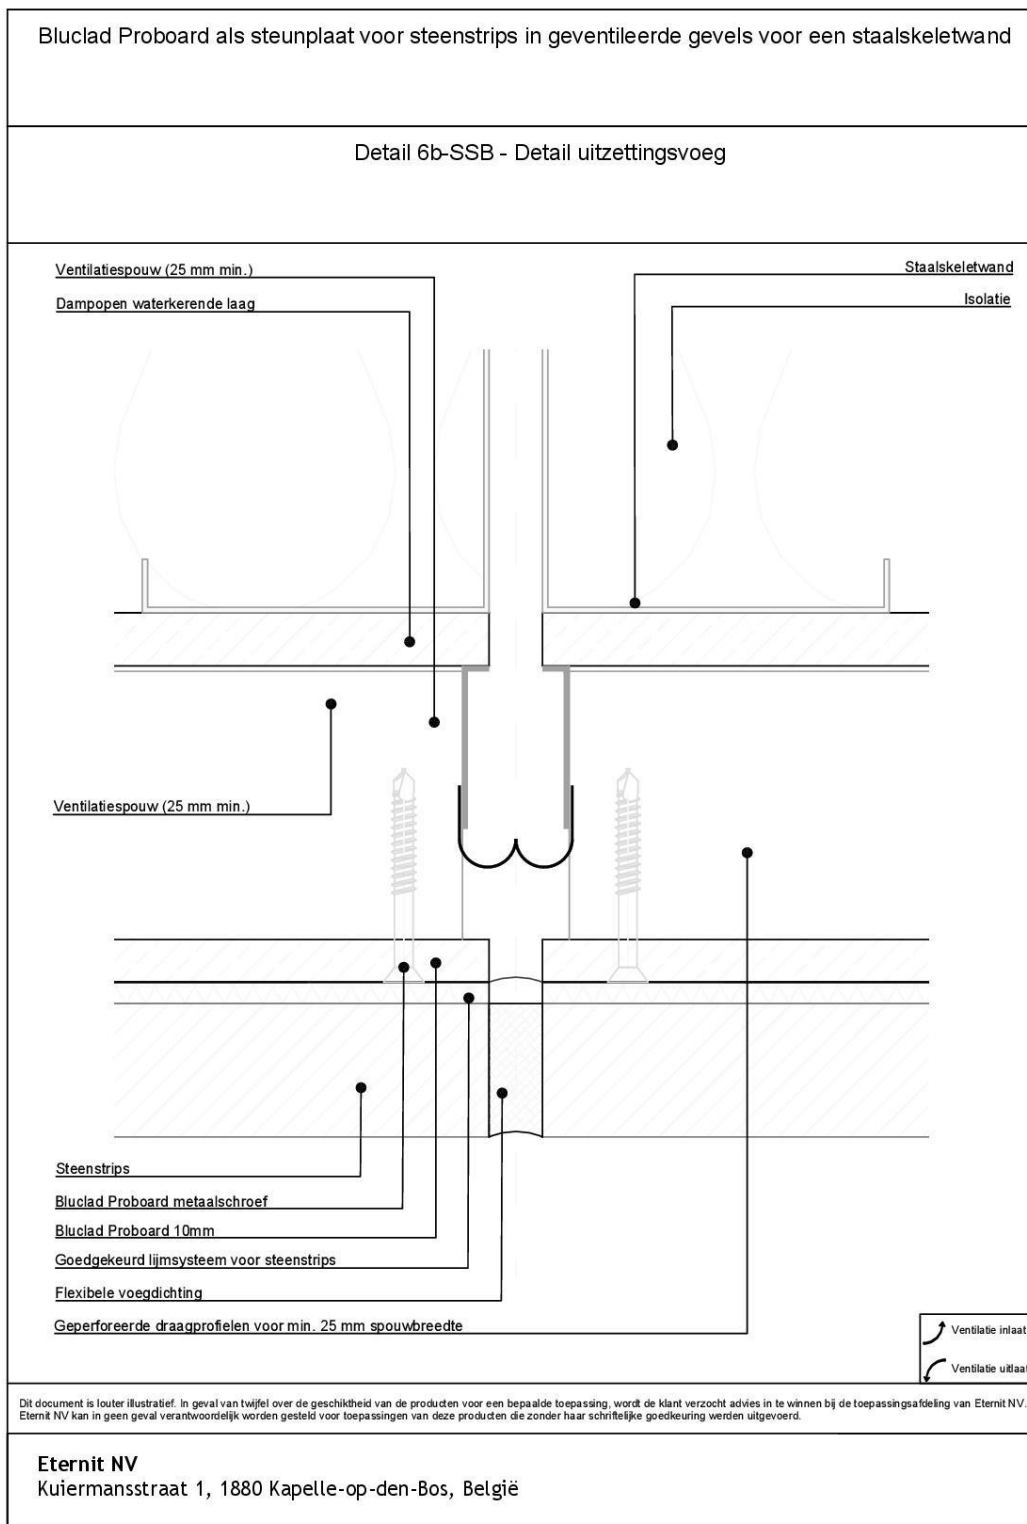 Bluclad Proboard als steunplaat voor steenstrips in geventileerde gevels voor een staalskeletwand
Detail 6b-SSB - Detail uitzettingsvoeg
Ventilatiespouw (25 mm min.)
Dampopen waterkerende laag
Staalskeletwand
Isolatie
Ventilatiespouw (25 mm min.)
Steenstrips
Bluclad Proboard metaalschroef
Bluclad Proboard 10mm
Goedgekeurd lijmsysteem voor steenstrips
Flexibele voegdichting
Geperforeerde draagprofielen voor min. 25 mm spouwbreedte
Ventilatie inlaat
Ventilatie uitlaat
Dit document is louter illustratief. In geval van twijfel over de geschiktheid van de producten voor een bepaalde toepassing, wordt de klant verzocht advies in te winnen bij de toepassingsafdeling van Eternit NV.
Eternit NV kan in geen geval verantwoordelijk worden gesteld voor toepassingen van deze producten die zonder haar schriftelijke goedkeuring werden uitgevoerd.
Eternit NV
Kuiermansstraat 1, 1880 Kapelle-op-den-Bos, België